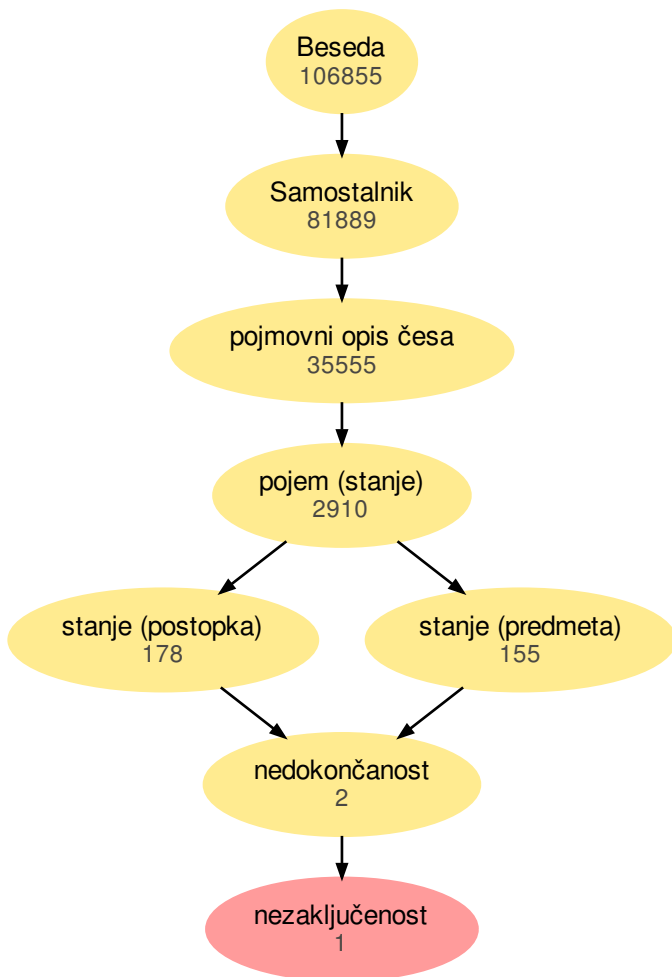 Beseda
106855
Samostalnik
81889
pojmovni opis česa
35555
pojem (stanje)
2910
stanje (postopka)
178
stanje (predmeta)
155
nedokončanost
2
nezaključenost
1